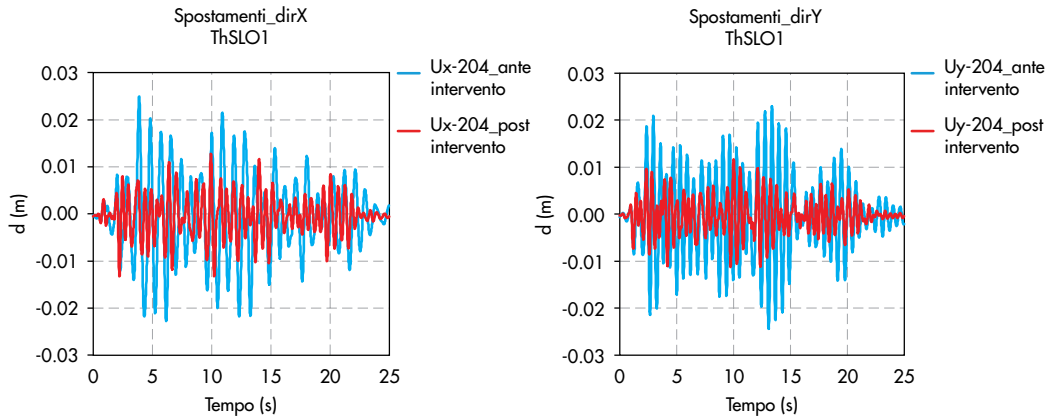 Spostamenti_dirX
ThSLO1
Ux-204_ante
intervento
Ux-204_post
intervento
0.03
0.02
0.01
0.00
-0.01
-0.02
-0.03
d (m)
0
5
10
15
20
25
Tempo (s)
Spostamenti_dirY
ThSLO1
Uy-204_ante
intervento
Uy-204_post
intervento
0.03
0.02
0.01
0.00
-0.01
-0.02
-0.03
d (m)
0
5
10
15
20
25
Tempo (s)